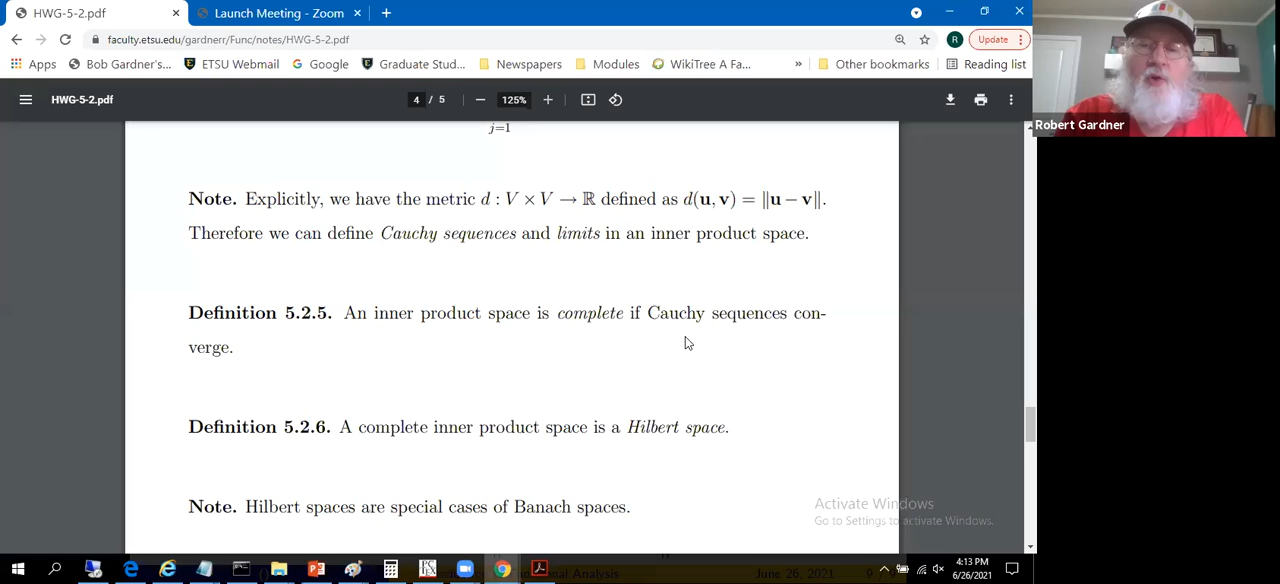 HWG-5-2.pdf
Launch Meeting - Zoom
faculty.etsu.edu/gardnerr/Func/notes/HWG-5-2.pdf
R
Update
Apps
Bob Gardner's...
ETSU Webmail
Google
Graduate Stud...
Newspapers
Modules
WikiTree A Fa...
»
Other bookmarks
Reading list
HWG-5-2.pdf
4 / 5
125%
Robert Gardner
j=1
Note. Explicitly, we have the metric d : V × V → ℝ defined as d(u, v) = ‖u − v‖.
Therefore we can define Cauchy sequences and limits in an inner product space.
Definition 5.2.5. An inner product space is complete if Cauchy sequences con-
verge.
Definition 5.2.6. A complete inner product space is a Hilbert space.
Note. Hilbert spaces are special cases of Banach spaces.
Activate Windows
Go to Settings to activate Windows.
4:13 PM
6/26/2021
onal Analysis
June 26, 2021